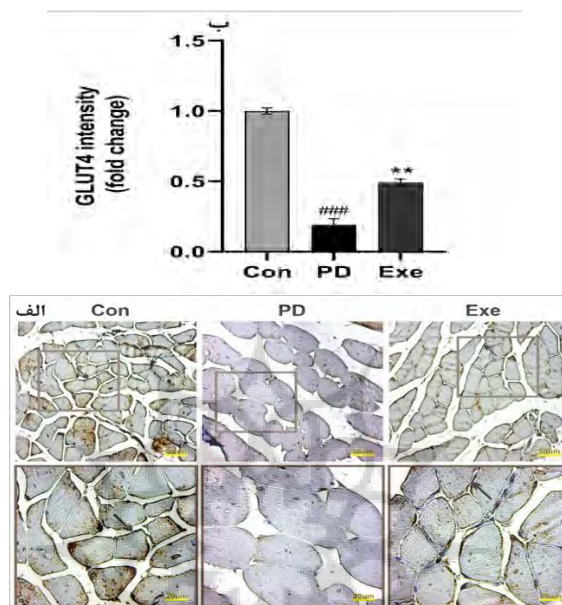 ب
1.5
GLUT4 intensity
(fold change)
1.0
0.5
0.0
###
**
Con PD Exe
الف Con PD Exe